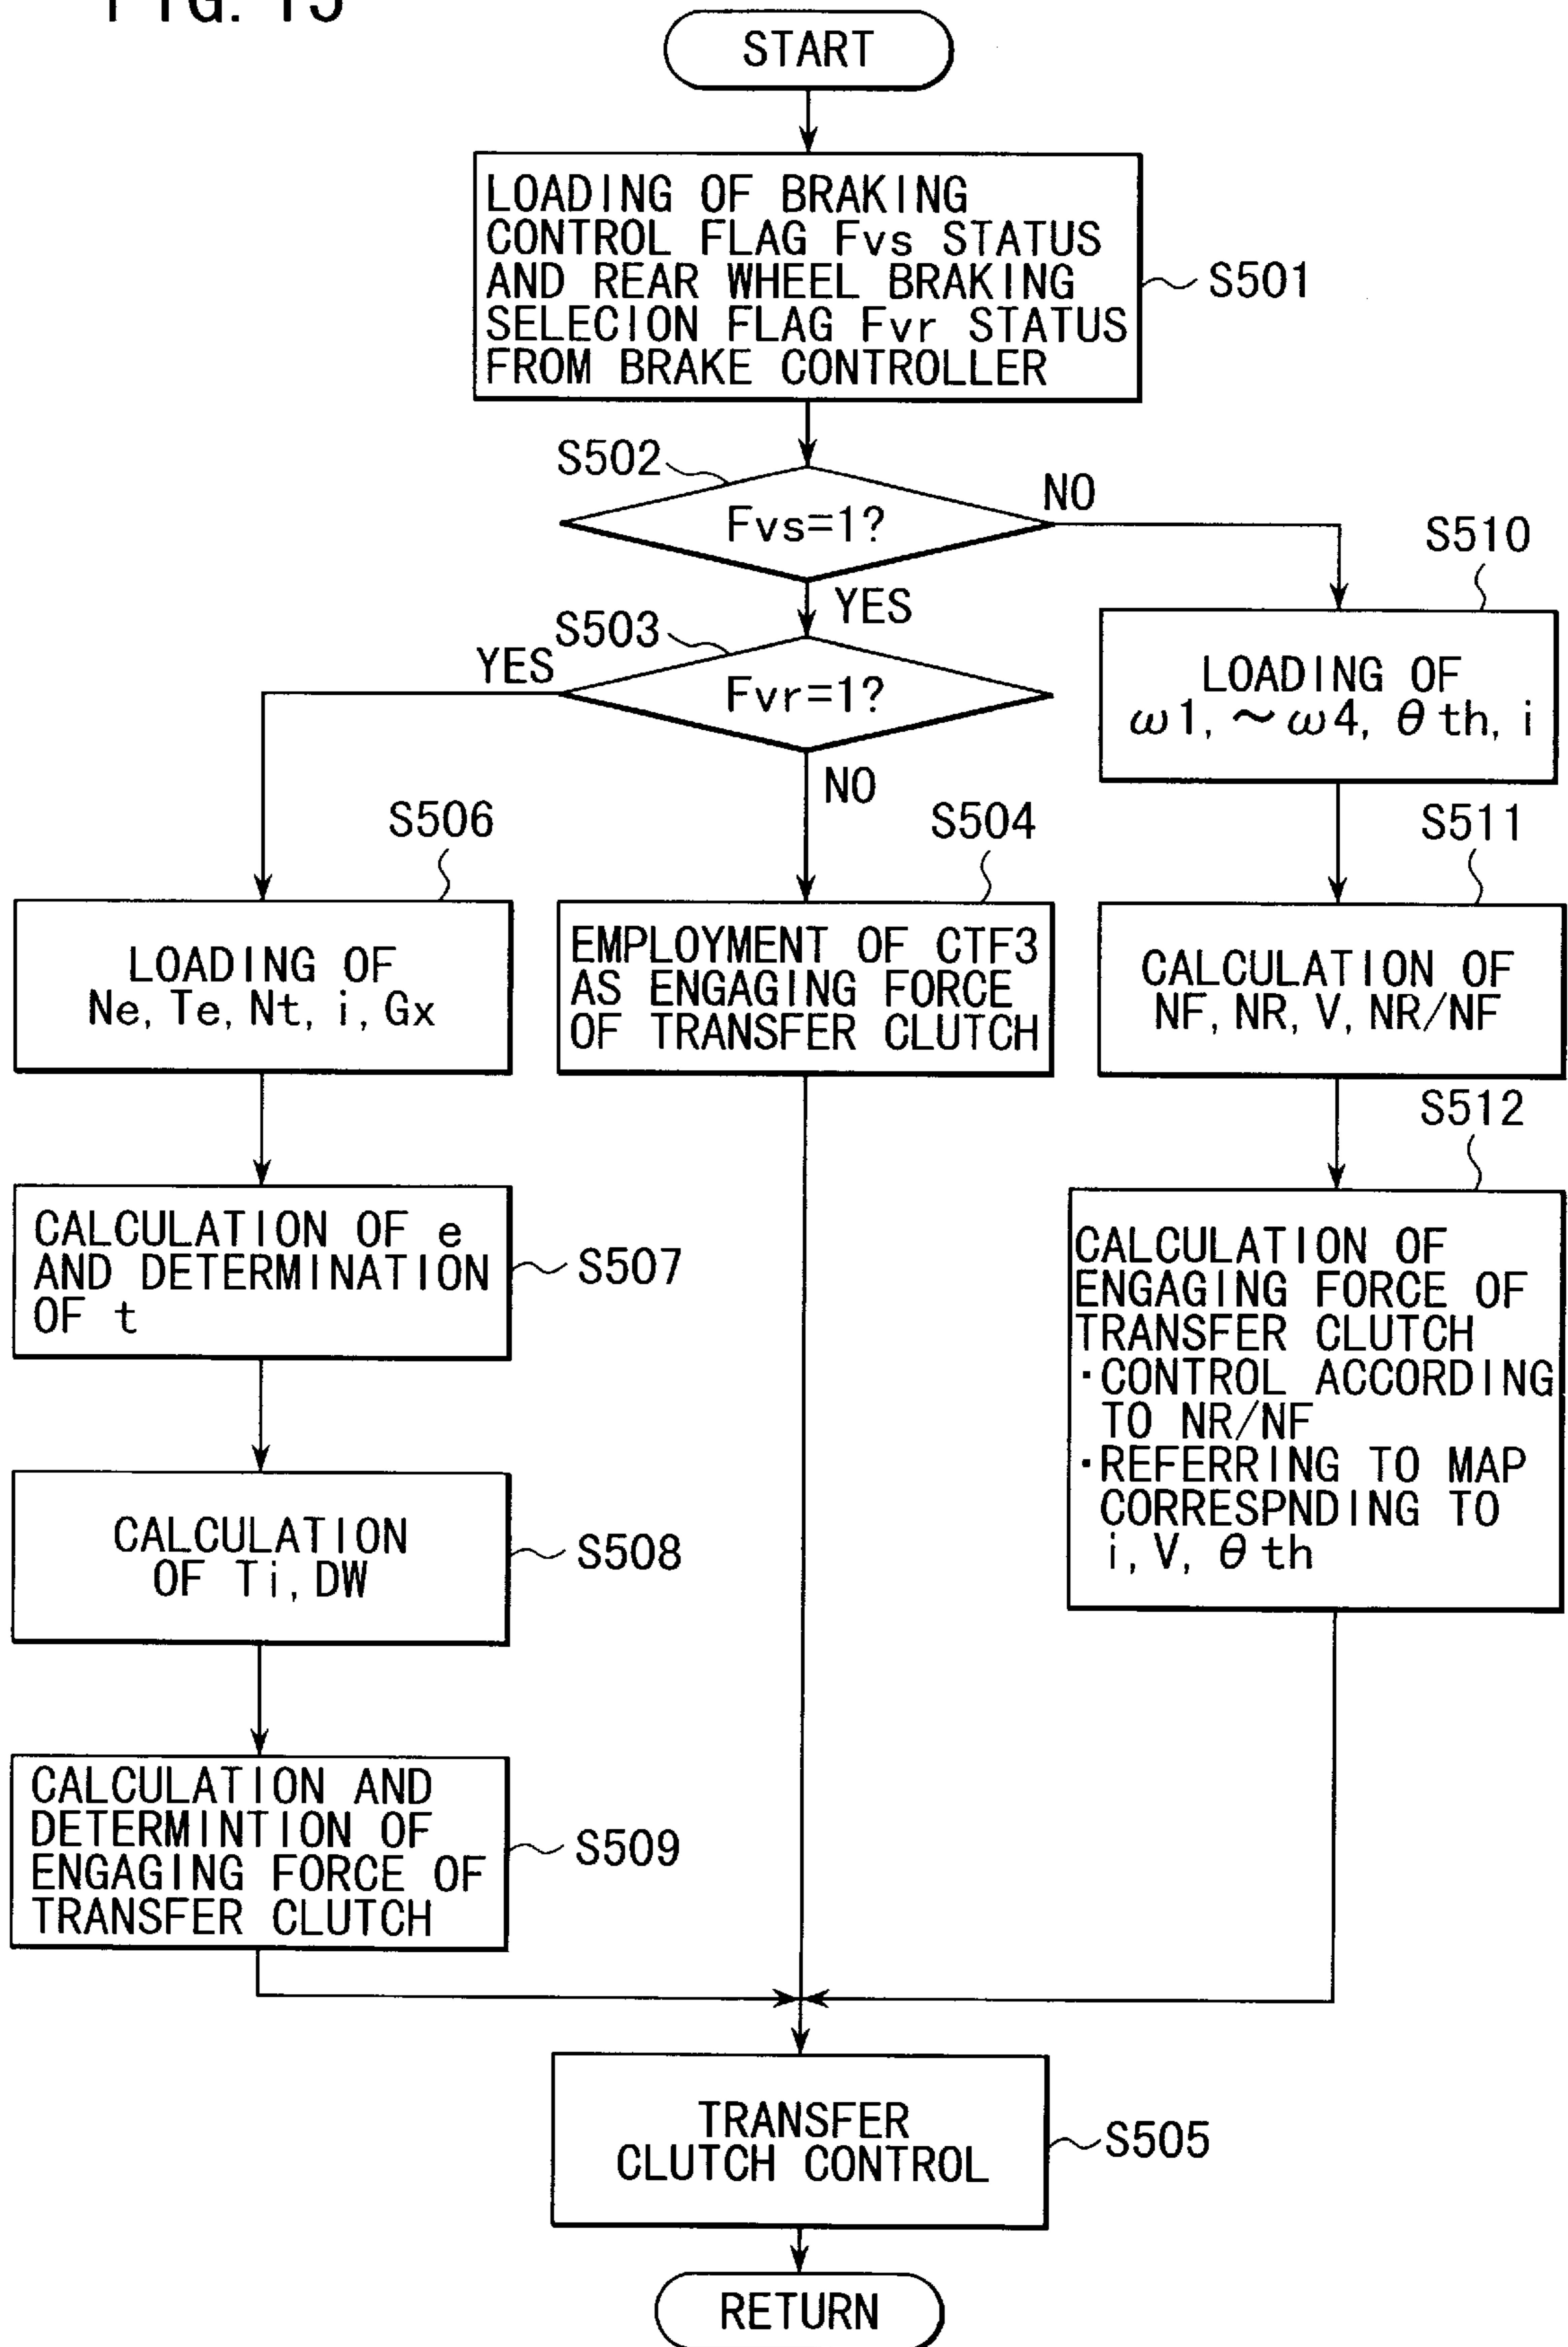 START
LOADING OF BRAKING
CONTROL FLAG Fvs STATUS
AND REAR WHEEL BRAKING
SELECION FLAG Fvr STATUS
FROM BRAKE CONTROLLER
S501
S502
Fvs=1?
NO
YES
S503
YES
Fvr=1?
NO
S510
LOADING OF
ω1, ~ω4, θth, i
S506
LOADING OF
Ne, Te, Nt, i, Gx
S504
EMPLOYMENT OF CTF3
AS ENGAGING FORCE
OF TRANSFER CLUTCH
S511
CALCULATION OF
NF, NR, V, NR/NF
S507
CALCULATION OF e
AND DETERMINATION
OF t
S512
CALCULATION OF
ENGAGING FORCE OF
TRANSFER CLUTCH
·CONTROL ACCORDING
TO NR/NF
·REFERRING TO MAP
CORRESPNDING TO
i, V, θth
CALCULATION
OF Ti, DW
S508
CALCULATION AND
DETERMINTION OF
ENGAGING FORCE OF
TRANSFER CLUTCH
S509
TRANSFER
CLUTCH CONTROL
S505
RETURN